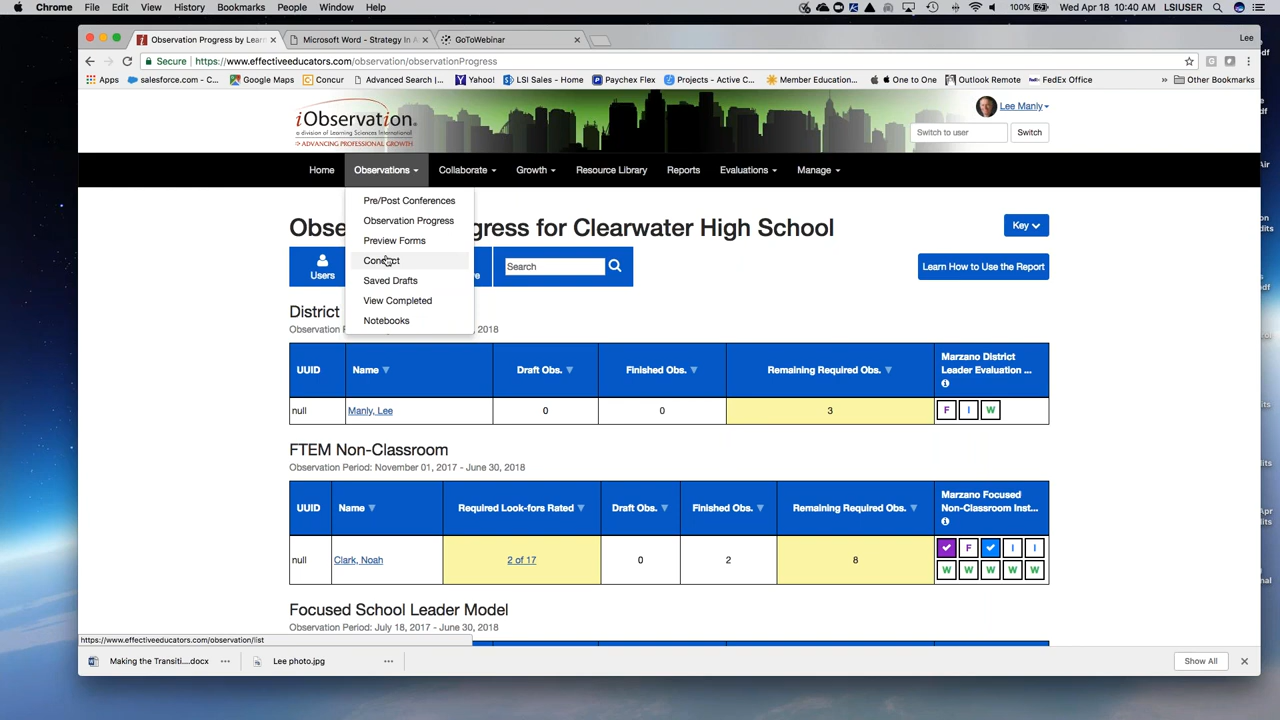 Chrome File Edit View History Bookmarks People Window Help 100% Wed Apr 18 10:40 AM LSIUSER
Observation Progress by Lear Microsoft Word - Strategy In A GoToWebinar Lee
Secure https://www.effectiveeducators.com/observation/observationProgress
Apps salesforce.com - C... Google Maps Concur Advanced Search |... Yahoo! LSI Sales - Home Paychex Flex Projects - Active C... Member Education... One to One Outlook Remote FedEx Office » Other Bookmarks
iObservation
a division of Learning Sciences International
ADVANCING PROFESSIONAL GROWTH
Lee Manly
Switch to user Switch
Home Observations Collaborate Growth Resource Library Reports Evaluations Manage
Pre/Post Conferences
Observation Progress
Preview Forms
Conduct
Saved Drafts
View Completed
Notebooks
Obs gress for Clearwater High School
Key
Users Search
Learn How to Use the Report
District
Observation P , 2018
UUID Name Draft Obs. Finished Obs. Remaining Required Obs. Marzano District Leader Evaluation ...
null Manly, Lee 0 0 3 F I W
FTEM Non-Classroom
Observation Period: November 01, 2017 - June 30, 2018
UUID Name Required Look-fors Rated Draft Obs. Finished Obs. Remaining Required Obs. Marzano Focused Non-Classroom Inst...
null Clark, Noah 2 of 17 0 2 8 F I I
W W W W W
Focused School Leader Model
Observation Period: July 18, 2017 - June 30, 2018
https://www.effectiveeducators.com/observation/list
Making the Transiti....docx Lee photo.jpg Show All